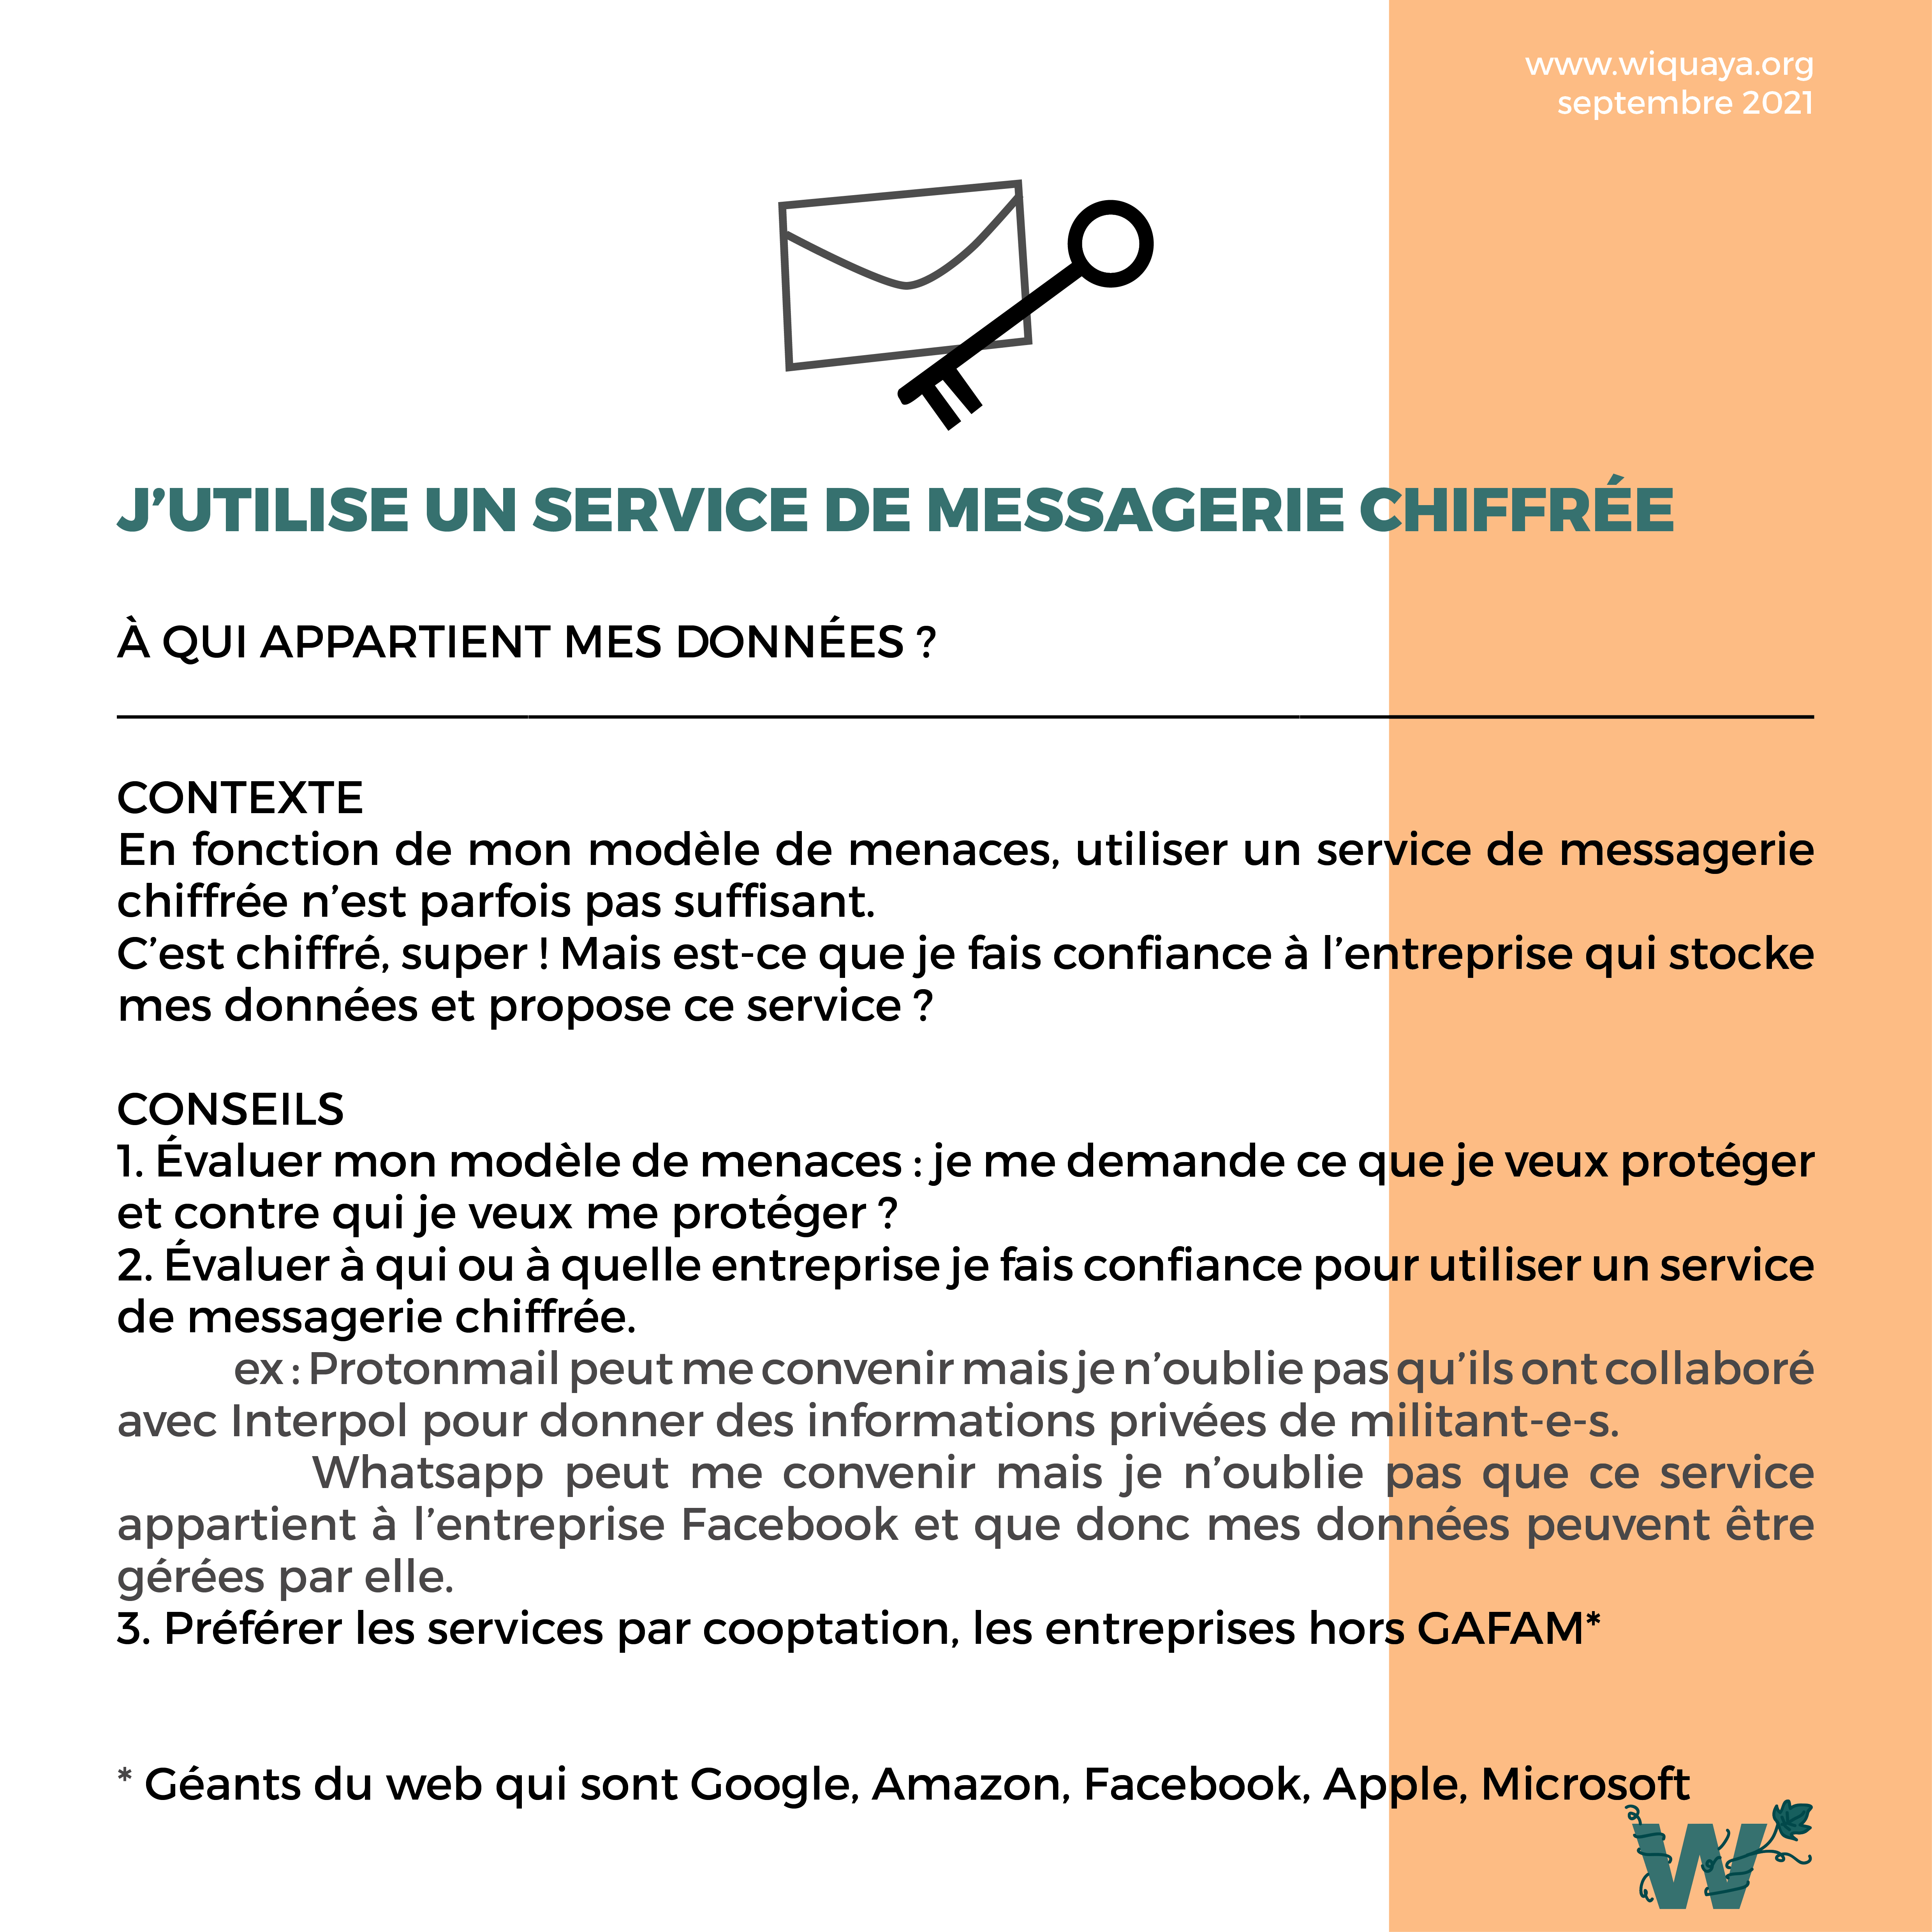 www.wiquaya.org
septembre 2021
J’UTILISE UN SERVICE DE MESSAGERIE CHIFFRÉE
À QUI APPARTIENT MES DONNÉES ?
CONTEXTE
En fonction de mon modèle de menaces, utiliser un service de messagerie
chiffrée n’est parfois pas suffisant.
C’est chiffré, super ! Mais est-ce que je fais confiance à l’entreprise qui stocke
mes données et propose ce service ?
CONSEILS
1. Évaluer mon modèle de menaces : je me demande ce que je veux protéger
et contre qui je veux me protéger ?
2. Évaluer à qui ou à quelle entreprise je fais confiance pour utiliser un service
de messagerie chiffrée.
ex : Protonmail peut me convenir mais je n’oublie pas qu’ils ont collaboré
avec Interpol pour donner des informations privées de militant-e-s.
Whatsapp peut me convenir mais je n’oublie pas que ce service
appartient à l’entreprise Facebook et que donc mes données peuvent être
gérées par elle.
3. Préférer les services par cooptation, les entreprises hors GAFAM*
* Géants du web qui sont Google, Amazon, Facebook, Apple, Microsoft
W